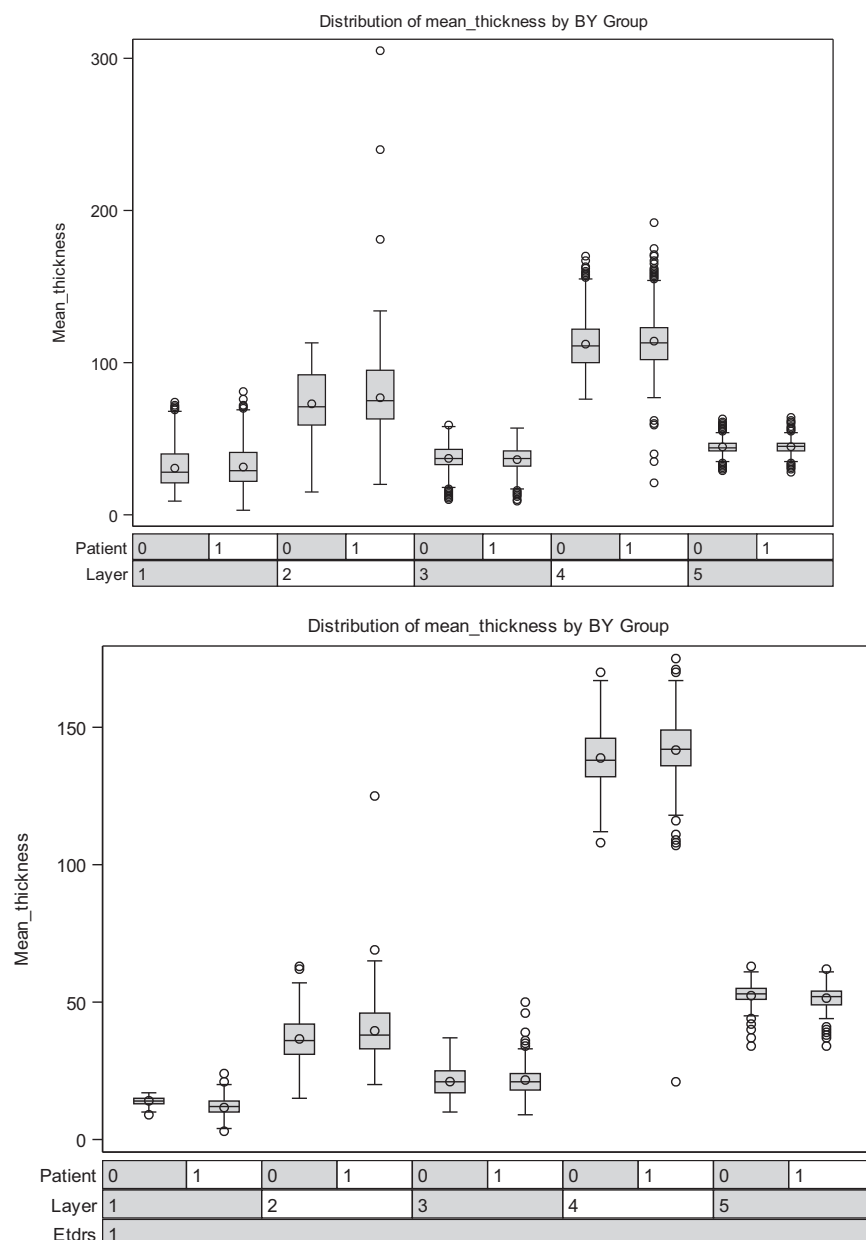 Distribution of mean_thickness by BY Group
300
200
100
0
Mean_thickness
Patient 0 1 0 1 0 1 0 1 0 1
Layer 1 2 3 4 5
Distribution of mean_thickness by BY Group
150
100
50
0
Mean_thickness
Patient 0 1 0 1 0 1 0 1 0 1
Layer 1 2 3 4 5
Etdrs 1